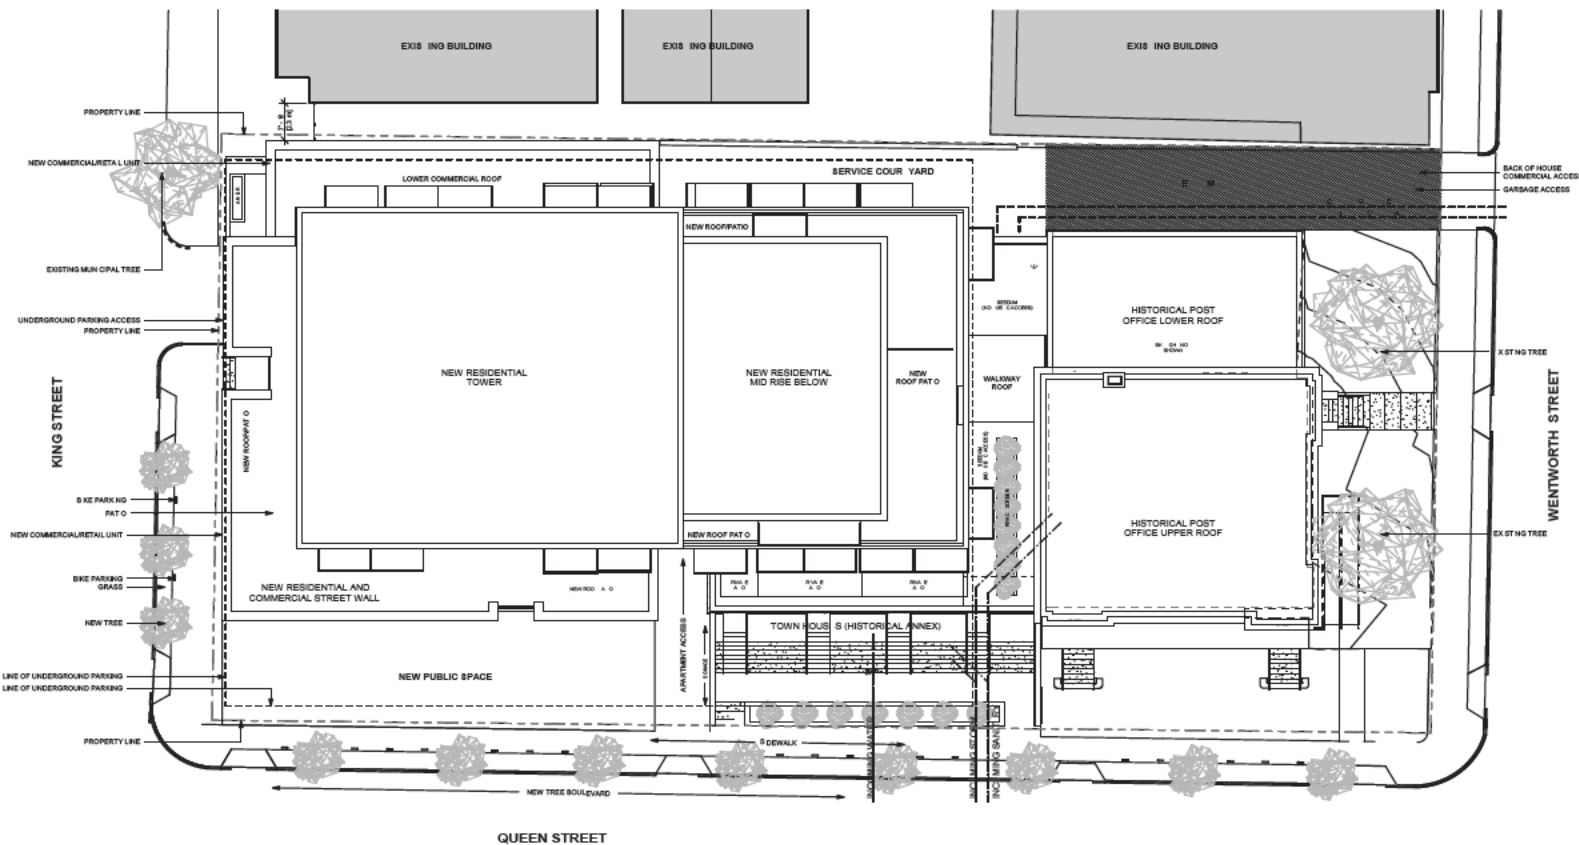 EXIS ING BUILDING
EXIS ING BUILDING
EXIS ING BUILDING
PROPERTY LINE
NEW COMMERCIAL/RETA L UNIT
LOWER COMMERCIAL ROOF
SERVICE COUR YARD
BACK OF HOUSE
COMMERCIAL ACCESS
GARBAGE ACCESS
NEW ROOF/PATIO
EXISTING MUN CIPAL TREE
UNDERGROUND PARKING ACCESS
PROPERTY LINE
HISTORICAL POST
OFFICE LOWER ROOF
SHOWN
X ST NG TREE
NEW RESIDENTIAL
TOWER
NEW RESIDENTIAL
MID RISE BELOW
NEW
ROOF PAT O
WALKWAY
ROOF
KING STREET
WENTWORTH STREET
NEW ROOF/PAT O
B KE PARK NG
PAT O
NEW COMMERCIAL/RETAIL UNIT
NEW ROOF PAT O
HISTORICAL POST
OFFICE UPPER ROOF
EX ST NG TREE
BIKE PARKING
GRASS
NEW RESIDENTIAL AND
COMMERCIAL STREET WALL
NEW TREE
TOWN HOUS S (HISTORICAL ANNEX)
APARTMENT ACCESS
LINE OF UNDERGROUND PARKING
LINE OF UNDERGROUND PARKING
NEW PUBLIC SPACE
PROPERTY LINE
S DEWALK
NEW TREE BOULEVARD
QUEEN STREET